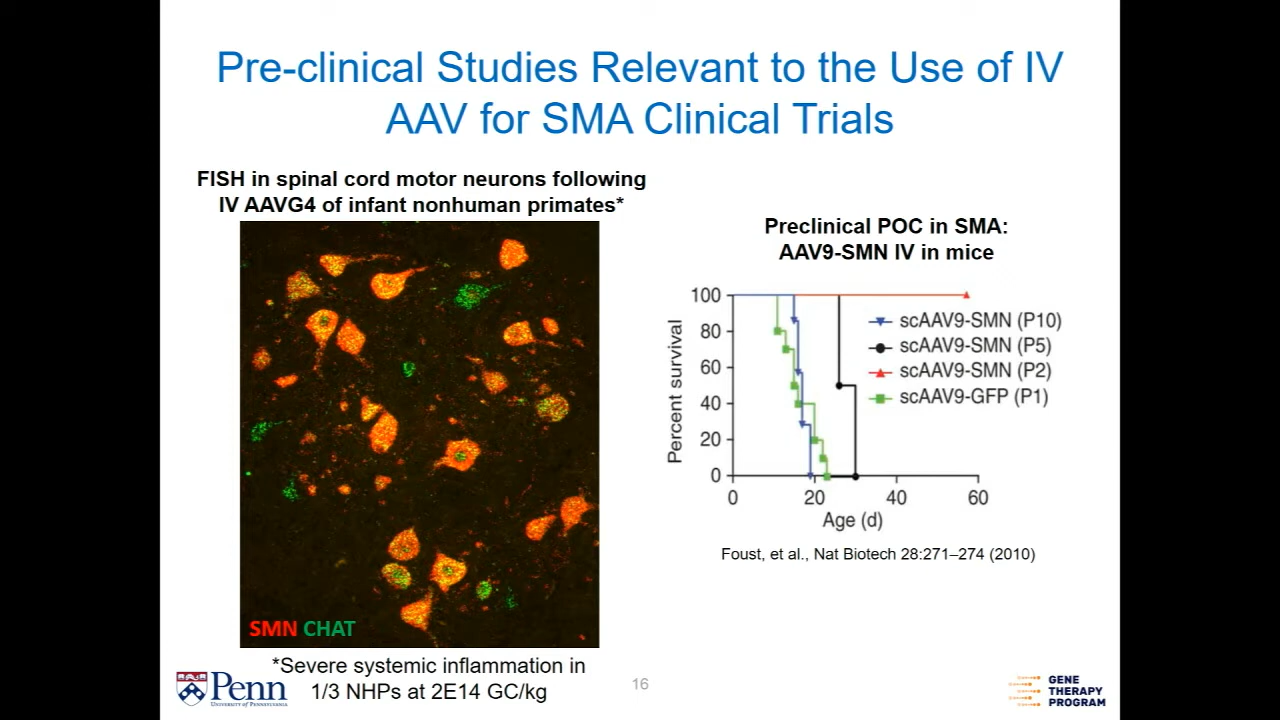 Pre-clinical Studies Relevant to the Use of IV
AAV for SMA Clinical Trials
FISH in spinal cord motor neurons following
IV AAVG4 of infant nonhuman primates*
SMN CHAT
*Severe systemic inflammation in
1/3 NHPs at 2E14 GC/kg
Preclinical POC in SMA:
AAV9-SMN IV in mice
Percent survival
100
80
60
40
20
0
0 20 40 60
Age (d)
scAAV9-SMN (P10)
scAAV9-SMN (P5)
scAAV9-SMN (P2)
scAAV9-GFP (P1)
Foust, et al., Nat Biotech 28:271–274 (2010)
Penn
UNIVERSITY OF PENNSYLVANIA
16
GENE
THERAPY
PROGRAM